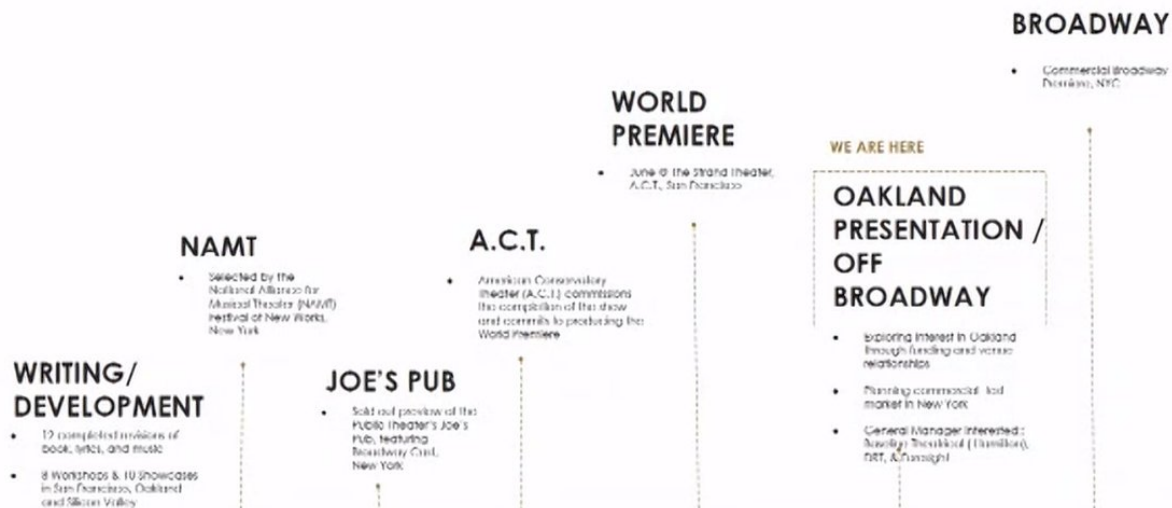 BROADWAY
Commercial Broadway
Premiere, NYC
WORLD
PREMIERE
June @ The Strand Theater,
A.C.T., San Francisco
WE ARE HERE
OAKLAND
PRESENTATION /
OFF
BROADWAY
Exploring Interest in Oakland
through funding and venue
relationships
Planning commercial
market in New York
General Manager Interested:
Baseline Theatrical (Hamilton),
NAMT
Selected by the
National Alliance for
Musical Theater (NAMT)
Festival of New Works,
New York
A.C.T.
American Conservatory
Theater (A.C.T.) commissions
the completion of the show
and commits to producing the
World Premiere
WRITING/
DEVELOPMENT
12 completed revisions of
book, lyrics, and music
8 Workshops & 10 Showcases
in San Francisco, Oakland
and Silicon Valley
JOE'S PUB
Sold out preview at the
Public Theater's Joe's
Pub, featuring
Broadway Cast,
New York